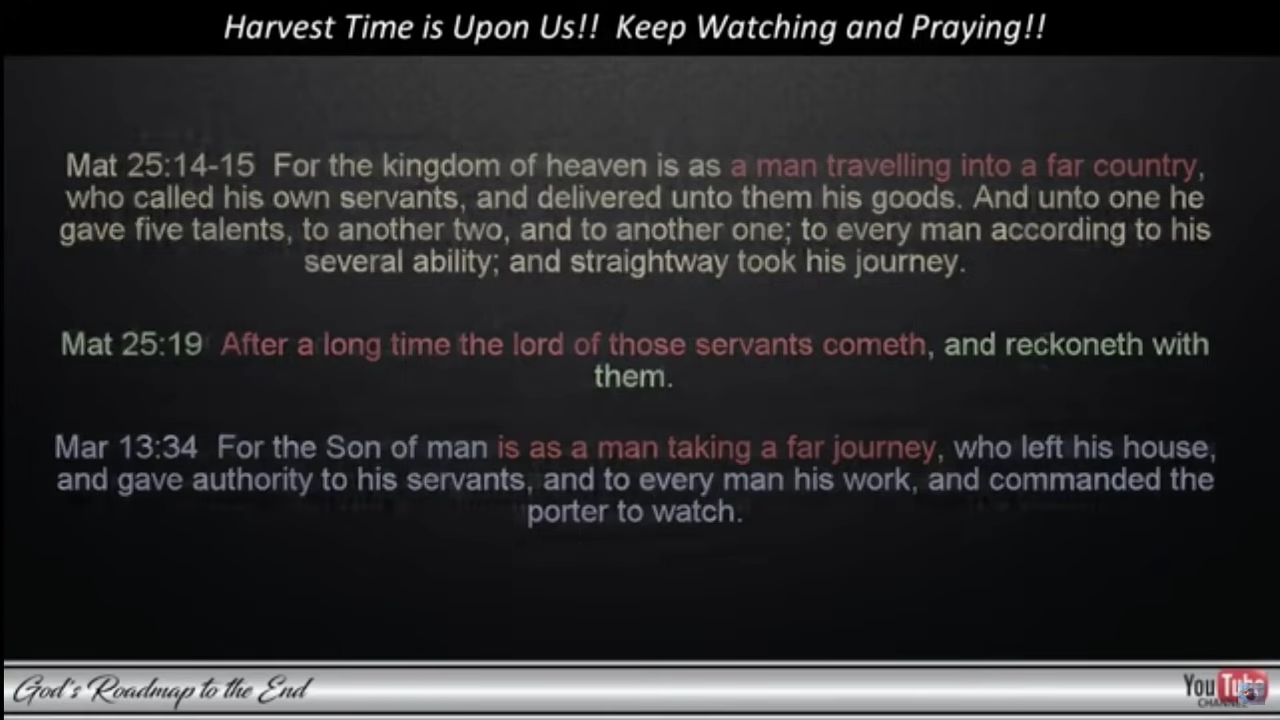 Harvest Time is Upon Us!! Keep Watching and Praying!!
Mat 25:14-15 For the kingdom of heaven is as a man travelling into a far country,
who called his own servants, and delivered unto them his goods. And unto one he
gave five talents, to another two, and to another one; to every man according to his
several ability; and straightway took his journey.
Mat 25:19 After a long time the lord of those servants cometh, and reckoneth with
them.
Mar 13:34 For the Son of man is as a man taking a far journey, who left his house,
and gave authority to his servants, and to every man his work, and commanded the
porter to watch.
God's Roadmap to the End
YouTube
CHANNEL